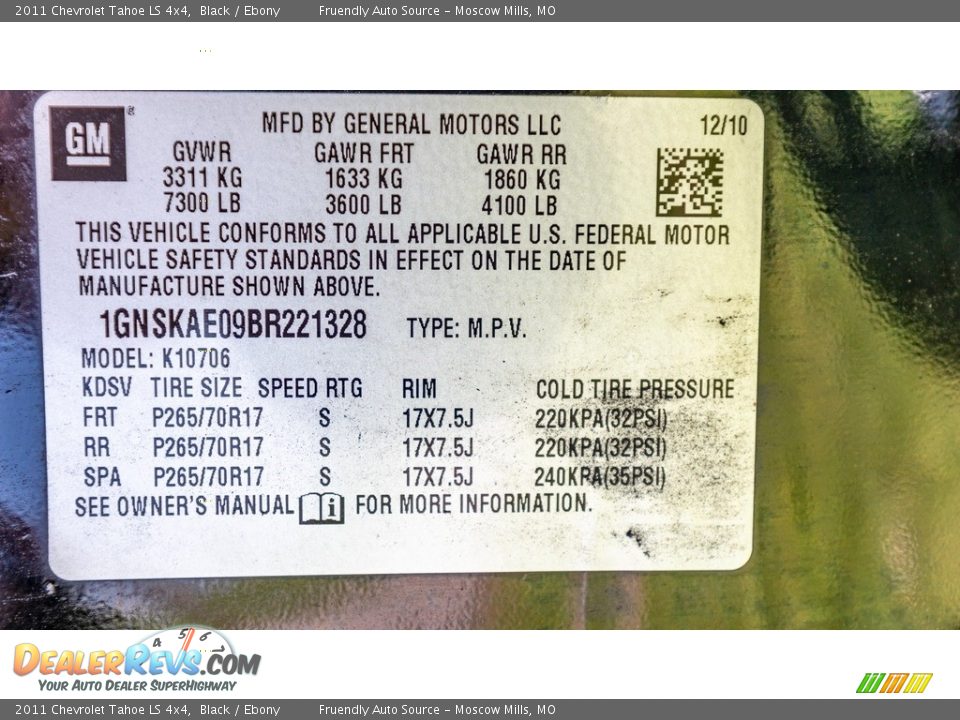 2011 Chevrolet Tahoe LS 4x4, Black / Ebony Fruendly Auto Source - Moscow Mills, MO
GM
MFD BY GENERAL MOTORS LLC 12/10
GVWR GAWR FRT GAWR RR
3311 KG 1633 KG 1860 KG
7300 LB 3600 LB 4100 LB
THIS VEHICLE CONFORMS TO ALL APPLICABLE U.S. FEDERAL MOTOR
VEHICLE SAFETY STANDARDS IN EFFECT ON THE DATE OF
MANUFACTURE SHOWN ABOVE.
1GNSKAE09BR221328 TYPE: M.P.V.
MODEL: K10706
KDSV TIRE SIZE SPEED RTG RIM COLD TIRE PRESSURE
FRT P265/70R17 S 17X7.5J 220KPA(32PSI)
RR P265/70R17 S 17X7.5J 220KPA(32PSI)
SPA P265/70R17 S 17X7.5J 240KPA(35PSI)
SEE OWNER'S MANUAL i FOR MORE INFORMATION.
4 5 6
DEALERREVS.COM
YOUR AUTO DEALER SUPERHIGHWAY
2011 Chevrolet Tahoe LS 4x4, Black / Ebony Fruendly Auto Source - Moscow Mills, MO